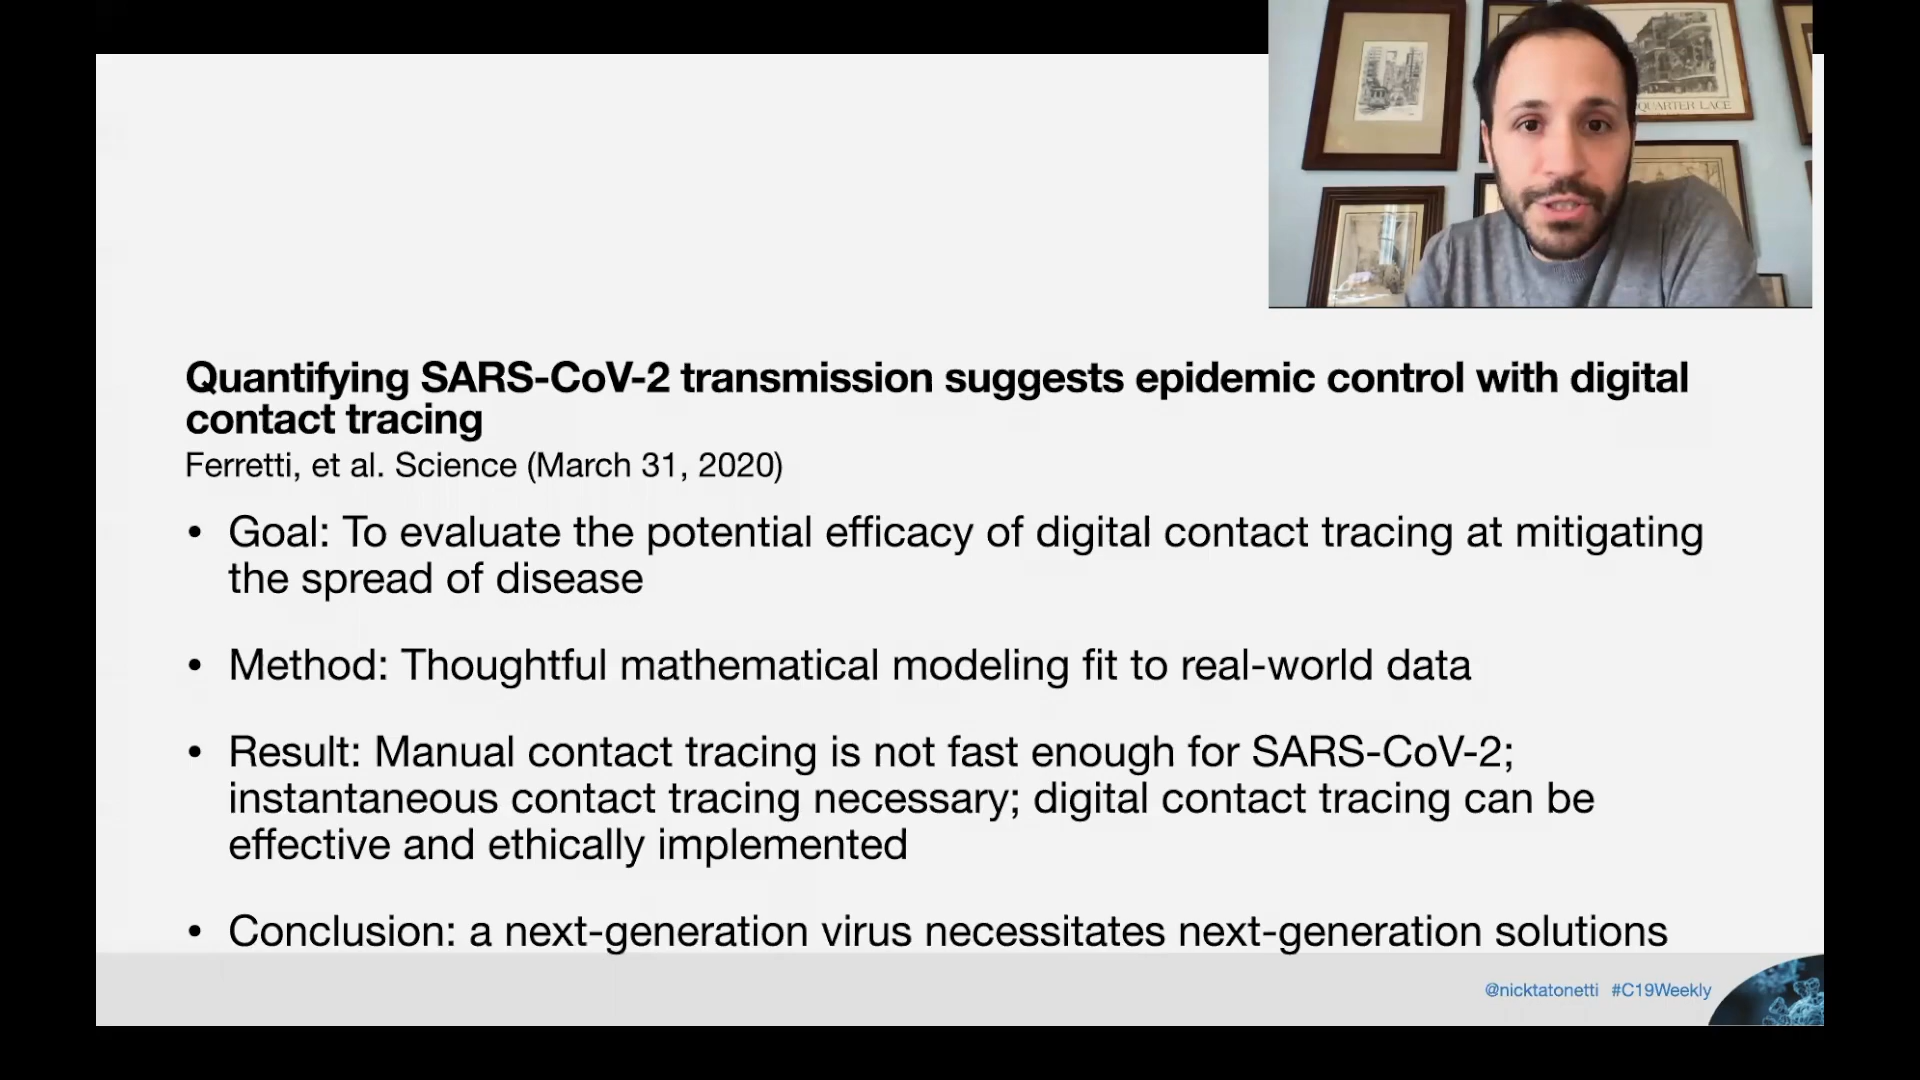 QUARTER LACE
Quantifying SARS-CoV-2 transmission suggests epidemic control with digital
contact tracing
Ferretti, et al. Science (March 31, 2020)
• Goal: To evaluate the potential efficacy of digital contact tracing at mitigating
the spread of disease
• Method: Thoughtful mathematical modeling fit to real-world data
• Result: Manual contact tracing is not fast enough for SARS-CoV-2;
instantaneous contact tracing necessary; digital contact tracing can be
effective and ethically implemented
• Conclusion: a next-generation virus necessitates next-generation solutions
@nicktatonetti #C19Weekly